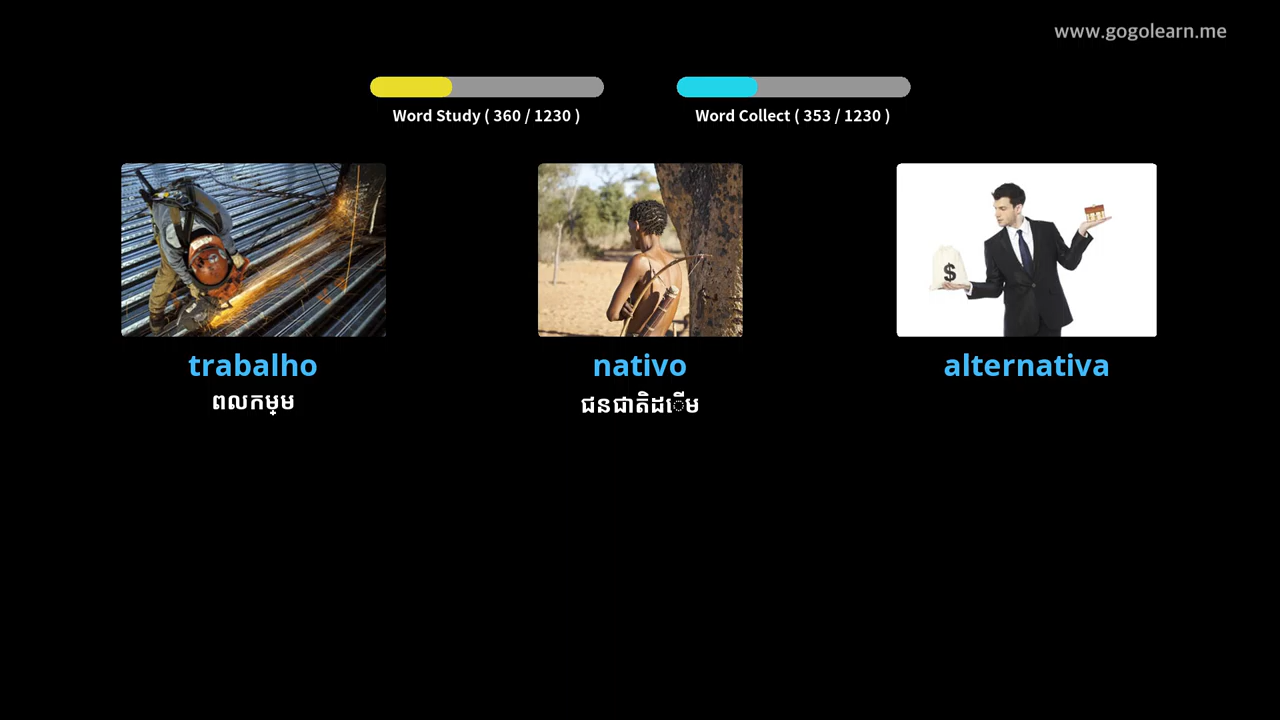 www.gogolearn.me
Word Study ( 360 / 1230 )
Word Collect ( 353 / 1230 )
trabalho
nativo
alternativa
ពលកម្ម
ជនជាតិដើម
$